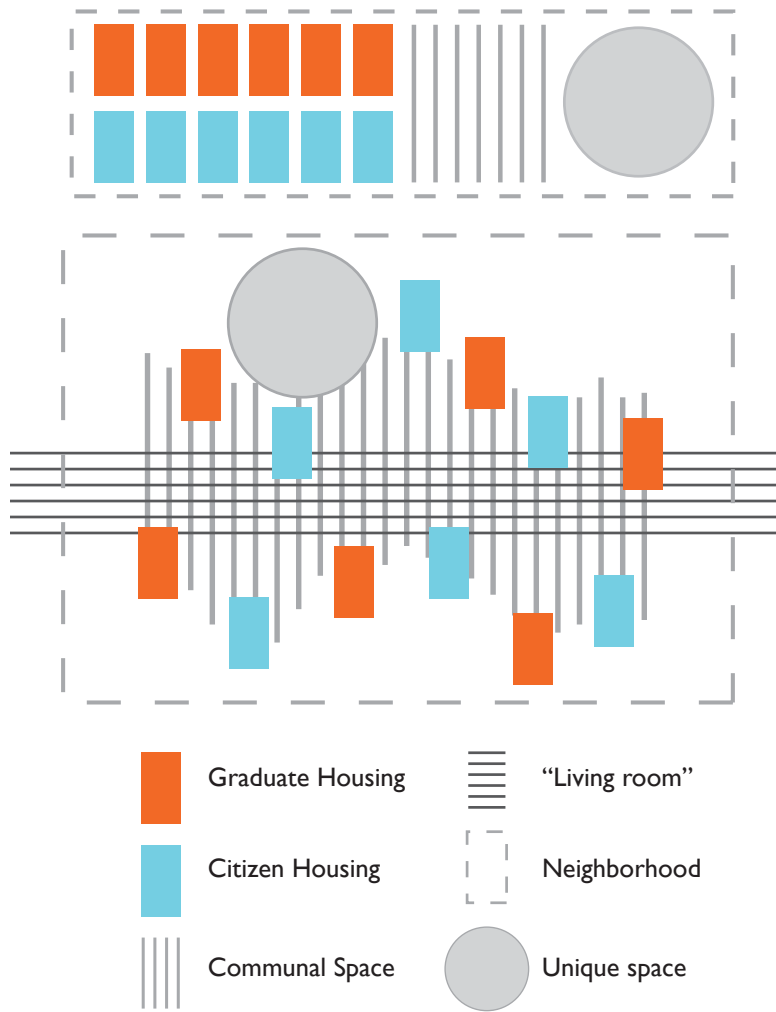 Graduate Housing
“Living room”
Citizen Housing
Neighborhood
Communal Space
Unique space